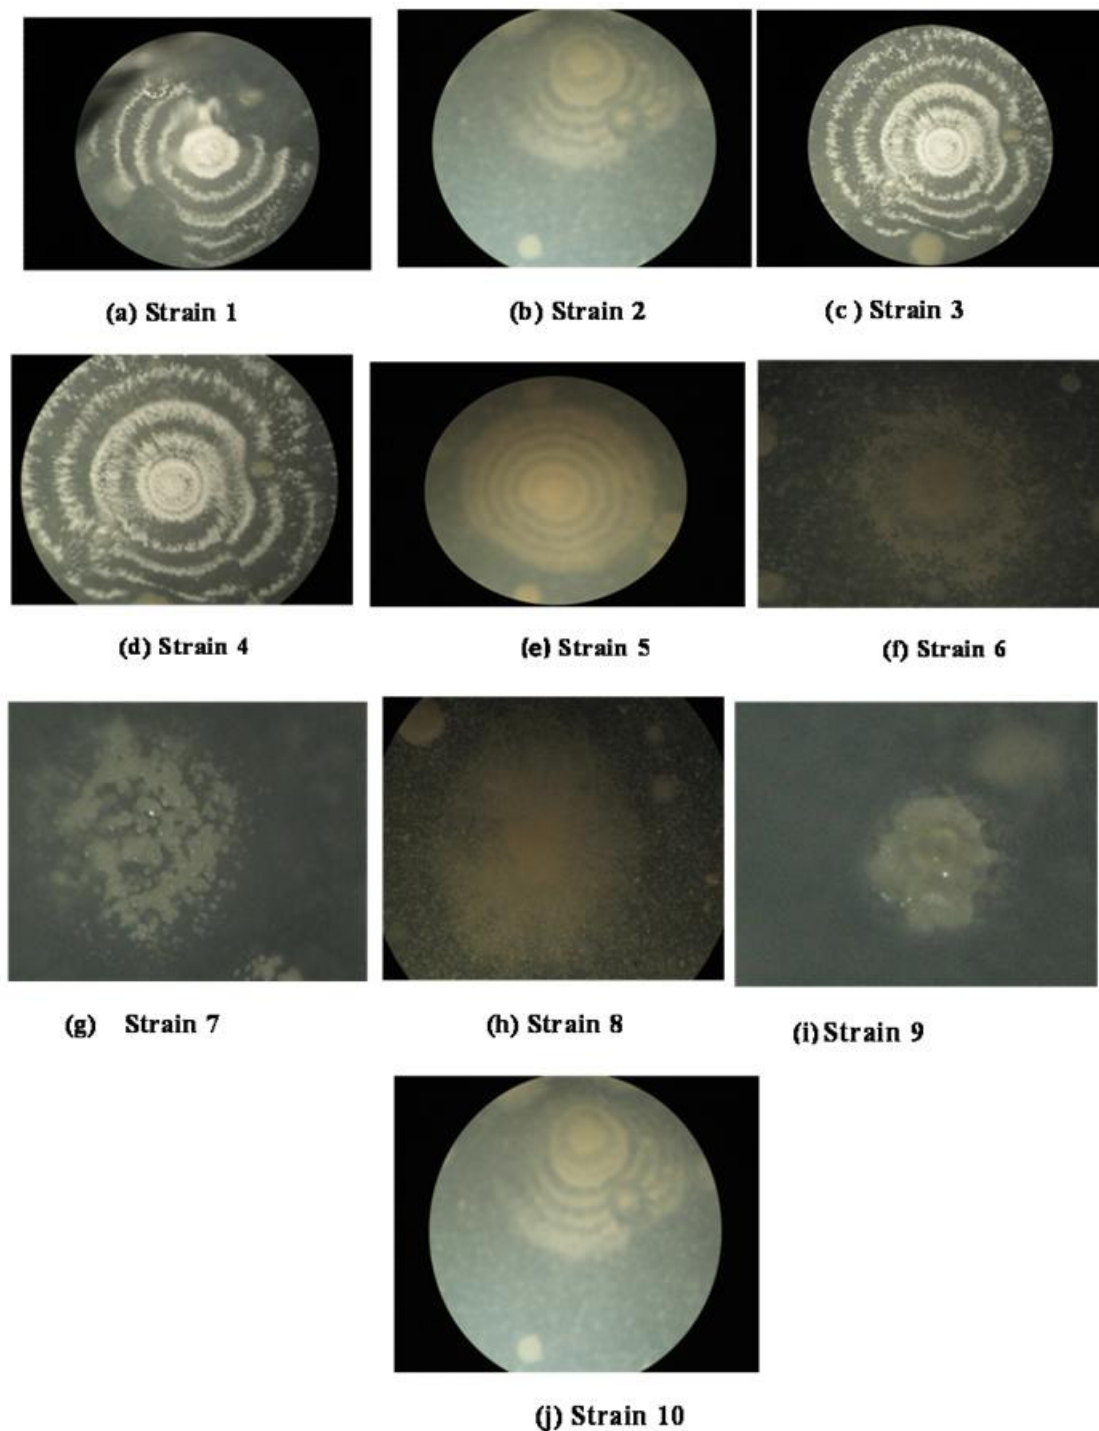 (a) Strain 1
(b) Strain 2
(c ) Strain 3
(d) Strain 4
(e) Strain 5
(f) Strain 6
(g) Strain 7
(h) Strain 8
(i) Strain 9
(j) Strain 10